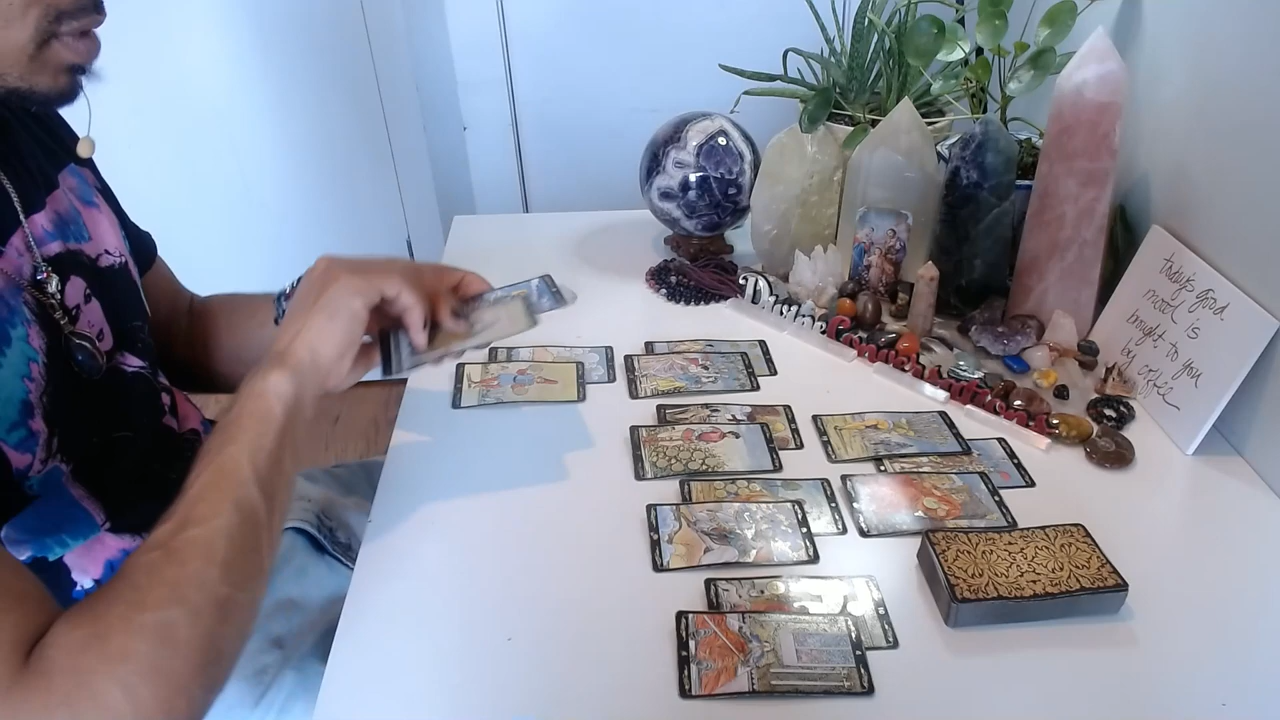 Divine Conversations
today's good
mood is
brought to you
by coffee